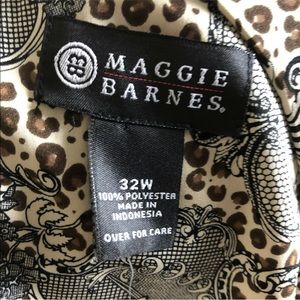 MAGGIE
BARNES.
32W
100% POLYESTER
MADE IN
INDONESIA
OVER FOR CARE